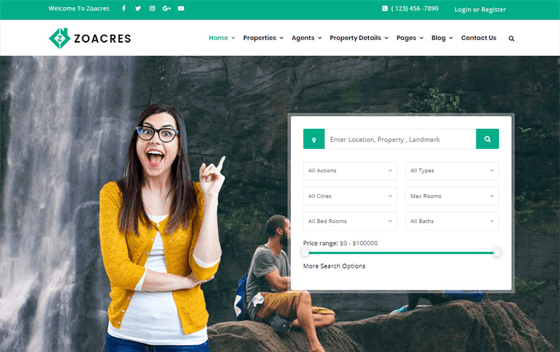 Welcome To Zoacres
( 123) 456 -7890
Login or Register
ZOACRES
Home
Properties
Agents
Property Details
Pages
Blog
Contact Us
Enter Location, Property , Landmark
All Actions
All Types
All Cities
Max Rooms
All Bed Rooms
All Baths
Price range: $0 - $100000
More Search Options